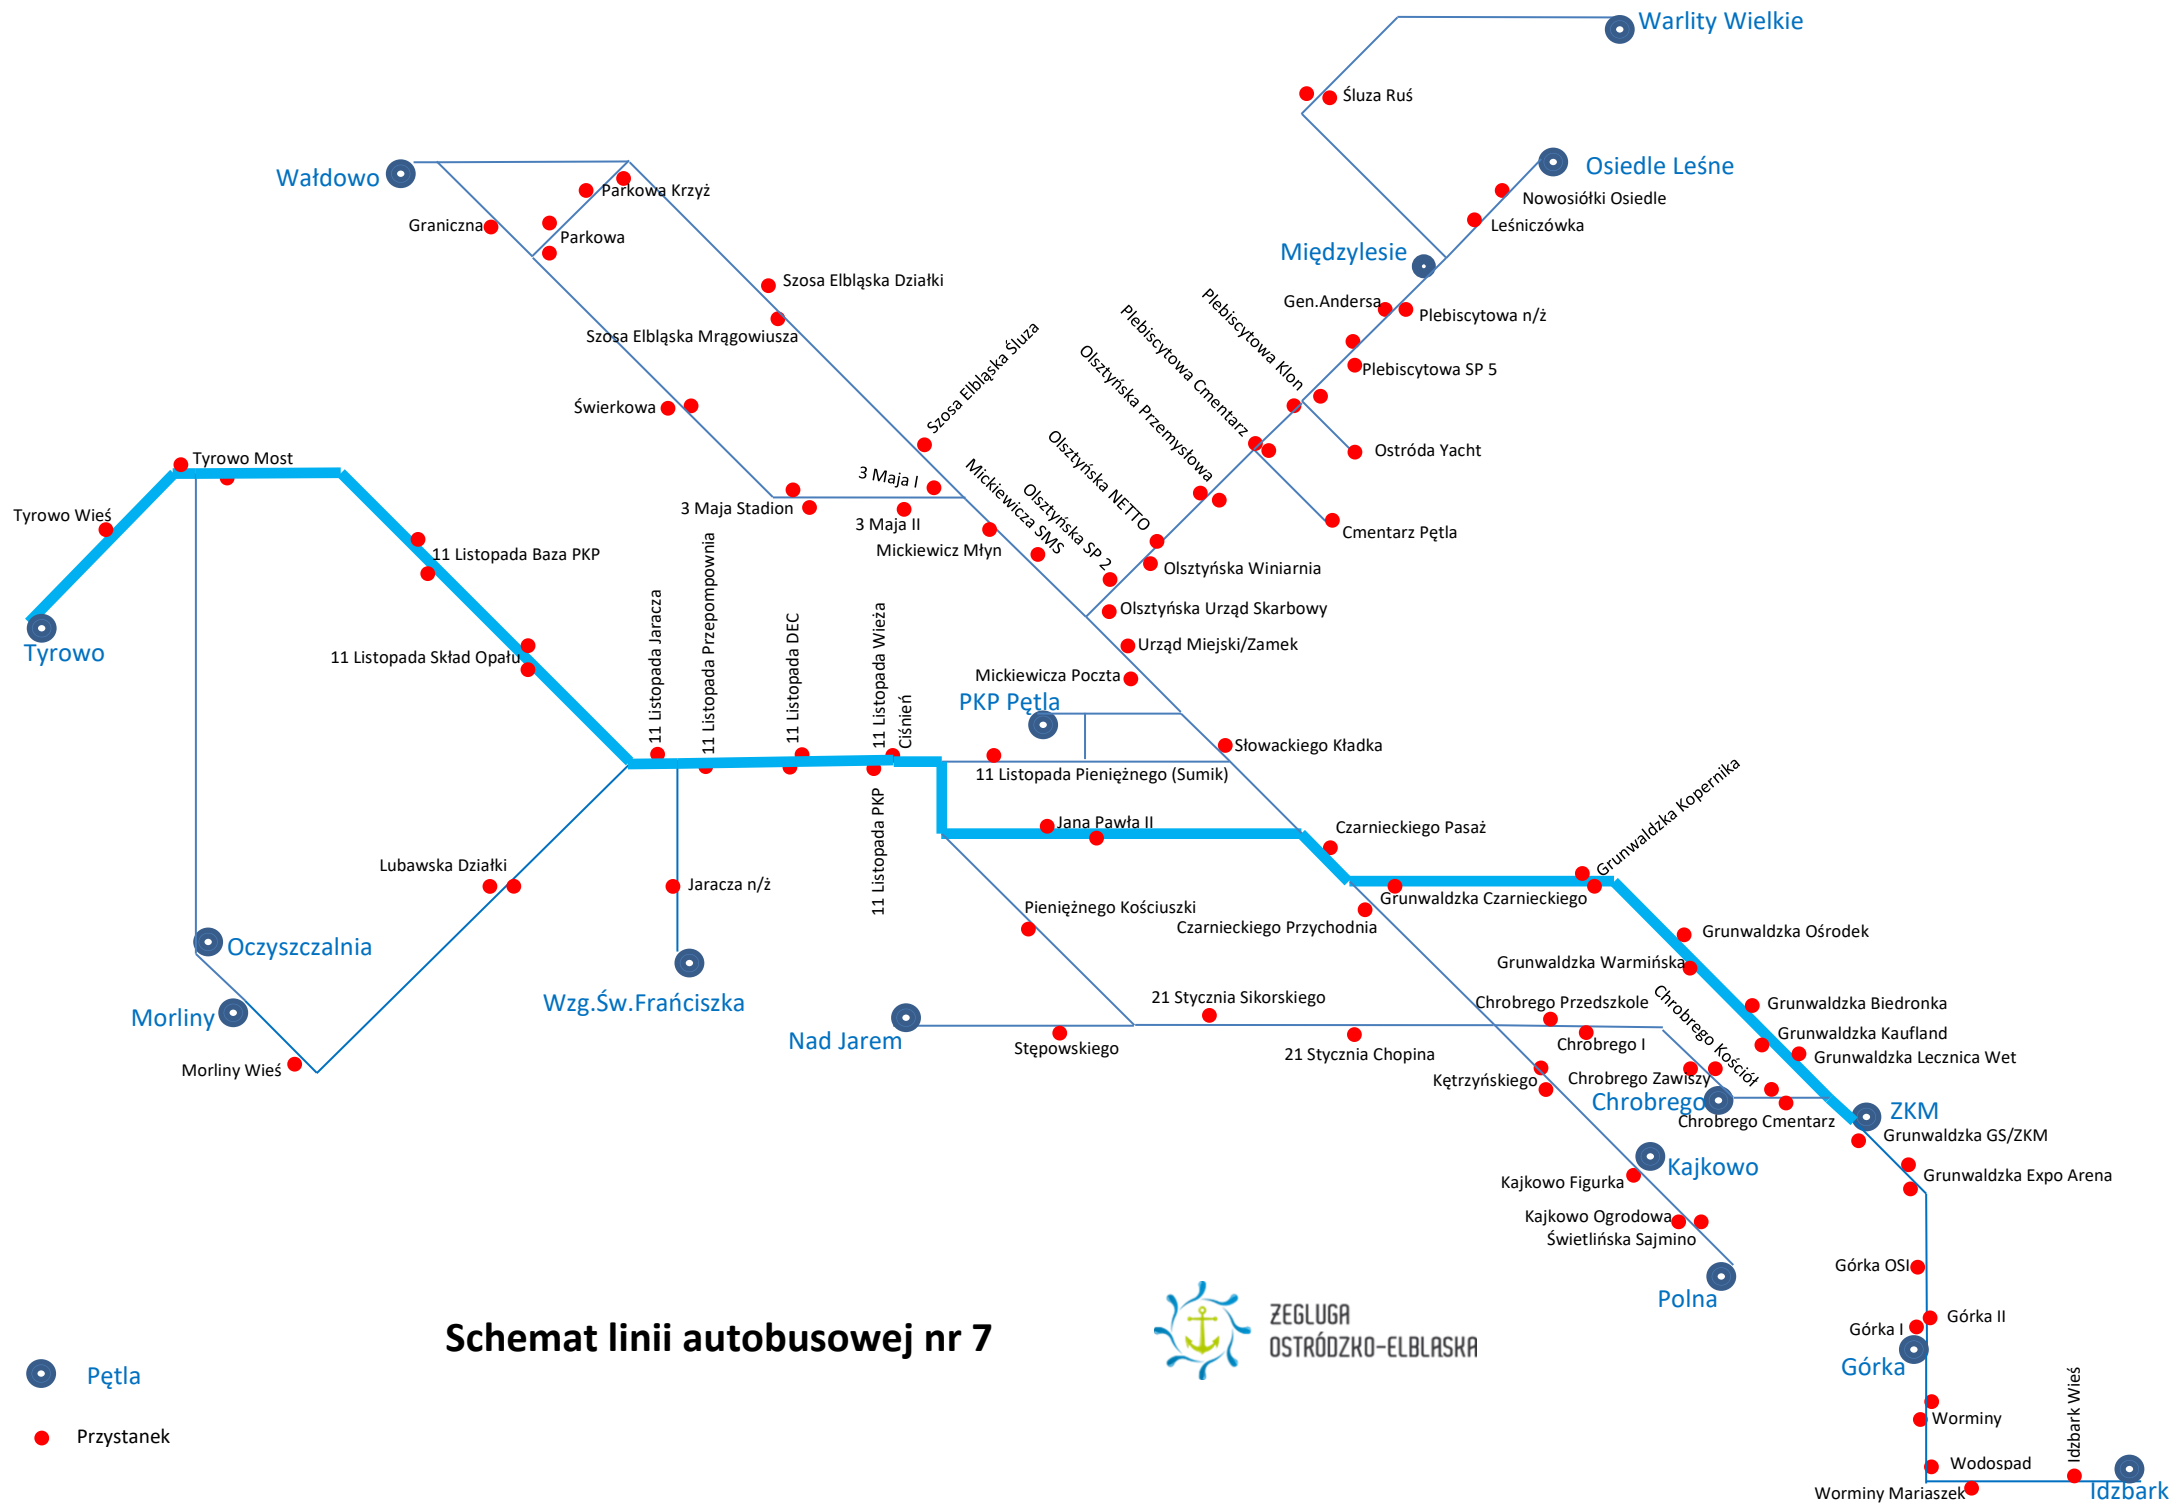 Warlity Wielkie
Śluza Ruś
Osiedle Leśne
Wałdowo
Parkowa Krzyż
Nowosiółki Osiedle
Graniczna
Parkowa
Leśniczówka
Międzylesie
Szosa Elbląska Działki
Gen.Andersa
Plebiscytowa n/ż
Szosa Elbląska Mrągowiusza
Szosa Elbląska Śluza
Plebiscytowa Klon
Plebiscytowa Cmentarz
Olsztyńska Przemysłowa
Plebiscytowa SP 5
Świerkowa
Ostróda Yacht
Tyrowo Most
3 Maja I
Mickiewicza SMS
Olsztyńska SP 2
Olsztyńska NETTO
Tyrowo Wieś
3 Maja Stadion
3 Maja II
Mickiewicz Młyn
Cmentarz Pętla
11 Listopada Baza PKP
Olsztyńska Winiarnia
Olsztyńska Urząd Skarbowy
Urząd Miejski/Zamek
Tyrowo
11 Listopada Skład Opału
11 Listopada Jaracza
11 Listopada Przepompownia
11 Listopada DEC
11 Listopada Wieża
Ciśnień
Mickiewicza Poczta
PKP Pętla
Słowackiego Kładka
11 Listopada Pieniężnego (Sumik)
11 Listopada PKP
Jana Pawła II
Czarnieckiego Pasaż
Grunwaldzka Kopernika
Lubawska Działki
Jaracza n/ż
Grunwaldzka Czarnieckiego
Pieniężnego Kościuszki
Czarnieckiego Przychodnia
Grunwaldzka Ośrodek
Oczyszczalnia
Grunwaldzka Warmińska
Wzg.Św.Frańciszka
21 Stycznia Sikorskiego
Chrobrego Przedszkole
Chrobrego Kościół
Grunwaldzka Biedronka
Morliny
Nad Jarem
Stępowskiego
21 Stycznia Chopina
Chrobrego I
Grunwaldzka Kaufland
Grunwaldzka Lecznica Wet
Morliny Wieś
Kętrzyńskiego
Chrobrego Zawiszy
Chrobrego
Chrobrego Cmentarz
ZKM
Grunwaldzka GS/ZKM
Kajkowo
Kajkowo Figurka
Grunwaldzka Expo Arena
Kajkowo Ogrodowa
Świetlińska Sajmino
Górka OSI
Polna
Górka II
Górka I
Górka
Schemat linii autobusowej nr 7
ŻEGLUGA
OSTRÓDZKO-ELBLASKA
Pętla
Przystanek
Worminy
Idzbark Wieś
Wodospad
Worminy Mariaszek
Idzbark